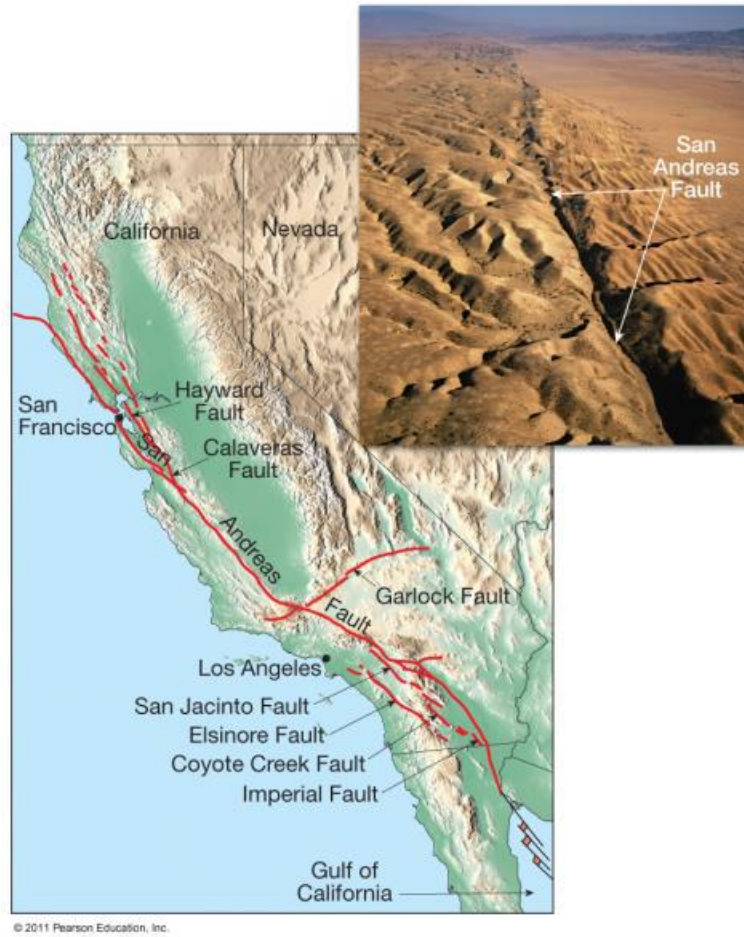 San
Andreas
Fault
California
Nevada
San
Francisco
Hayward
Fault
San
Calaveras
Fault
Andreas
Garlock Fault
Fault
Los Angeles
San Jacinto Fault
Elsinore Fault
Coyote Creek Fault
Imperial Fault
Gulf of
California
© 2011 Pearson Education, Inc.